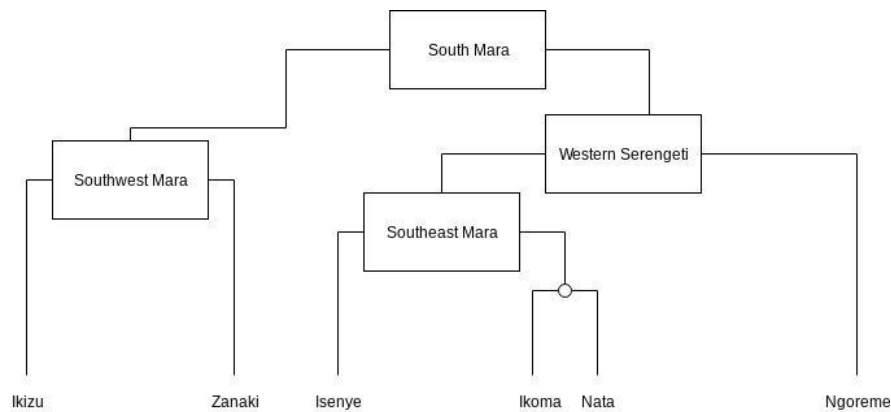 South Mara
Western Serengeti
Southwest Mara
Southeast Mara
Ikizu
Zanaki
Isenye
Ikoma
Nata
Ngoreme